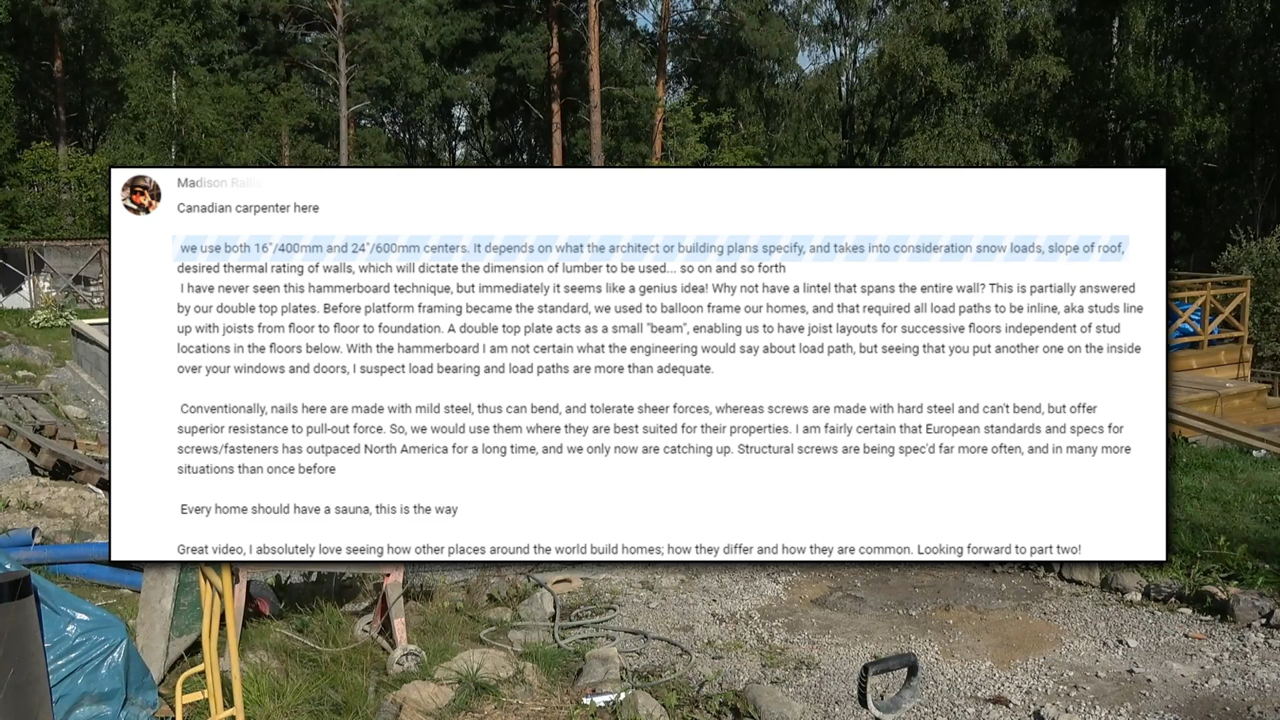 Madison
Canadian carpenter here
we use both 16"/400mm and 24"/600mm centers. It depends on what the architect or building plans specify, and takes into consideration snow loads, slope of roof,
desired thermal rating of walls, which will dictate the dimension of lumber to be used... so on and so forth
I have never seen this hammerboard technique, but immediately it seems like a genius idea! Why not have a lintel that spans the entire wall? This is partially answered
by our double top plates. Before platform framing became the standard, we used to balloon frame our homes, and that required all load paths to be inline, aka studs line
up with joists from floor to floor to foundation. A double top plate acts as a small "beam", enabling us to have joist layouts for successive floors independent of stud
locations in the floors below. With the hammerboard I am not certain what the engineering would say about load path, but seeing that you put another one on the inside
over your windows and doors, I suspect load bearing and load paths are more than adequate.
Conventionally, nails here are made with mild steel, thus can bend, and tolerate sheer forces, whereas screws are made with hard steel and can't bend, but offer
superior resistance to pull-out force. So, we would use them where they are best suited for their properties. I am fairly certain that European standards and specs for
screws/fasteners has outpaced North America for a long time, and we only now are catching up. Structural screws are being spec'd far more often, and in many more
situations than once before
Every home should have a sauna, this is the way
Great video, I absolutely love seeing how other places around the world build homes; how they differ and how they are common. Looking forward to part two!